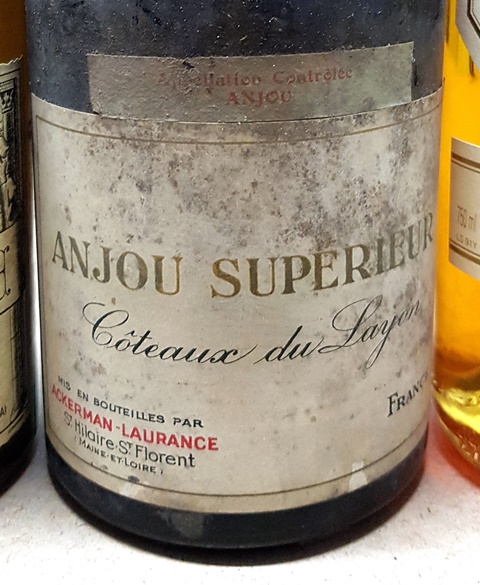 Appellation Contrôlée
ANJOU
ANJOU SUPERIEUR
Côteaux du Layon
MIS EN BOUTEILLES PAR
ACKERMAN-LAURANCE
St Hilaire-St Florent
(MAINE-ET-LOIRE)
FRANCE
750 ml